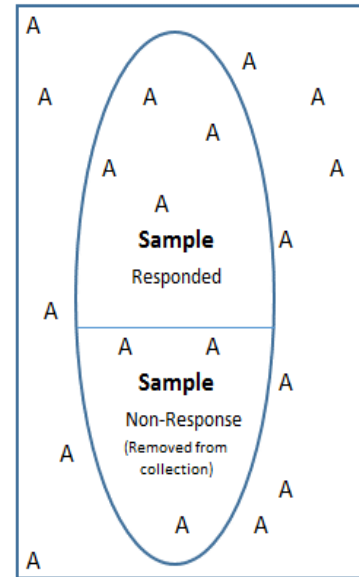 A
A
A A A
A
A A
A
Sample A
Responded
A
A A
Sample A
Non-Response
(Removed from
collection)
A
A
A A
A